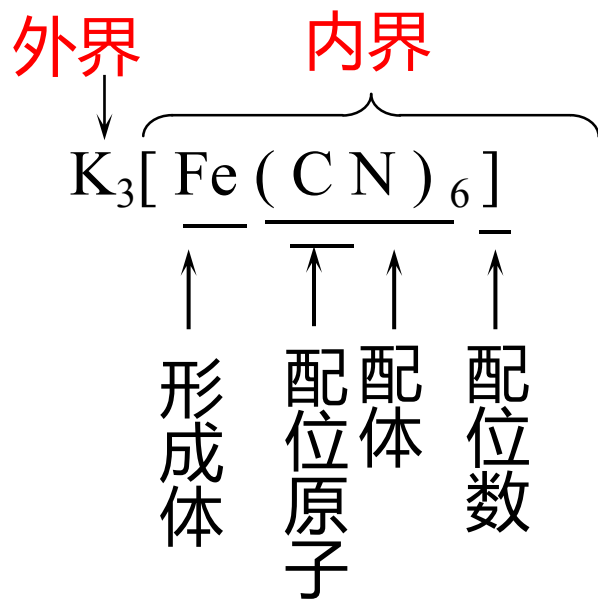 外界
内界
K₃[Fe(CN)₆]
形成体
配位原子
配体
配位数